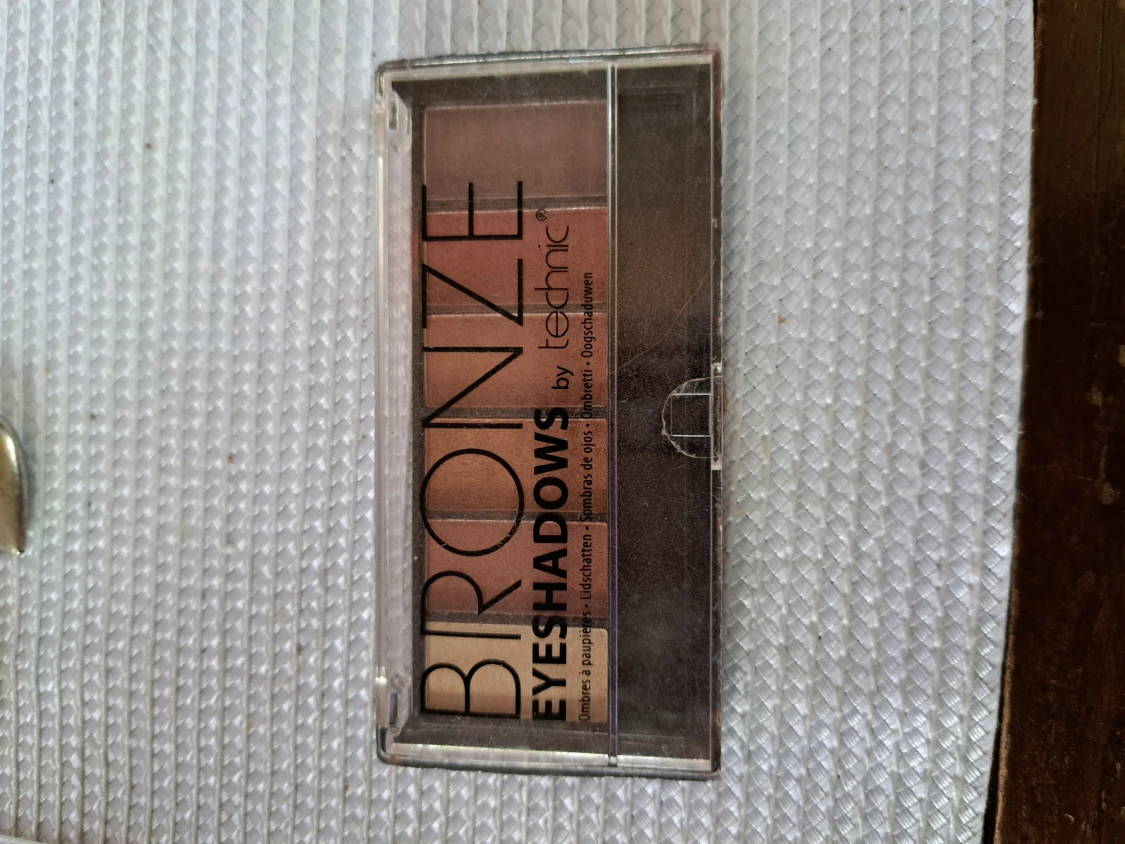 BRONZE
EYESHADOWS by technic®
Ombres à paupières • Lidschatten • Sombras de ojos • Ombretti • Oogschaduwen